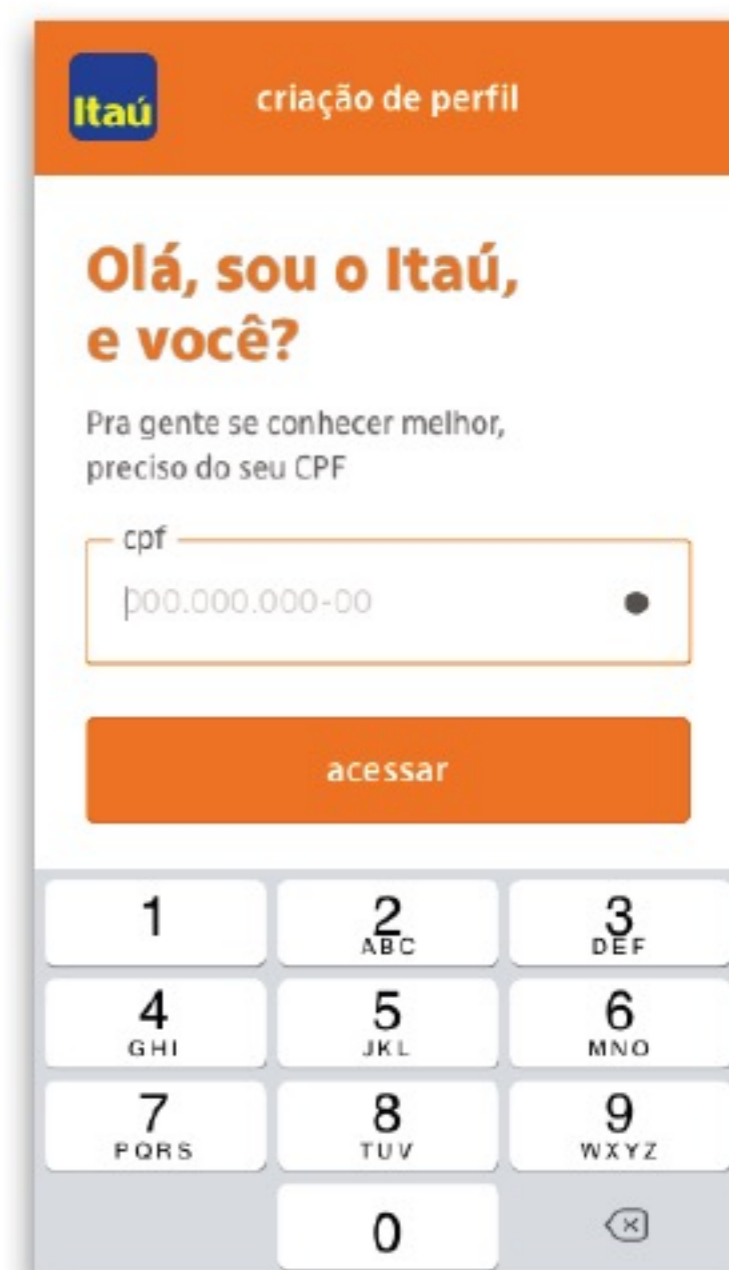 Itaú
criação de perfil
Olá, sou o Itaú,
e você?
Pra gente se conhecer melhor,
preciso do seu CPF
cpf
000.000.000-00
acessar
1
2
ABC
3
DEF
4
GHI
5
JKL
6
MNO
7
PQRS
8
TUV
9
WXYZ
0